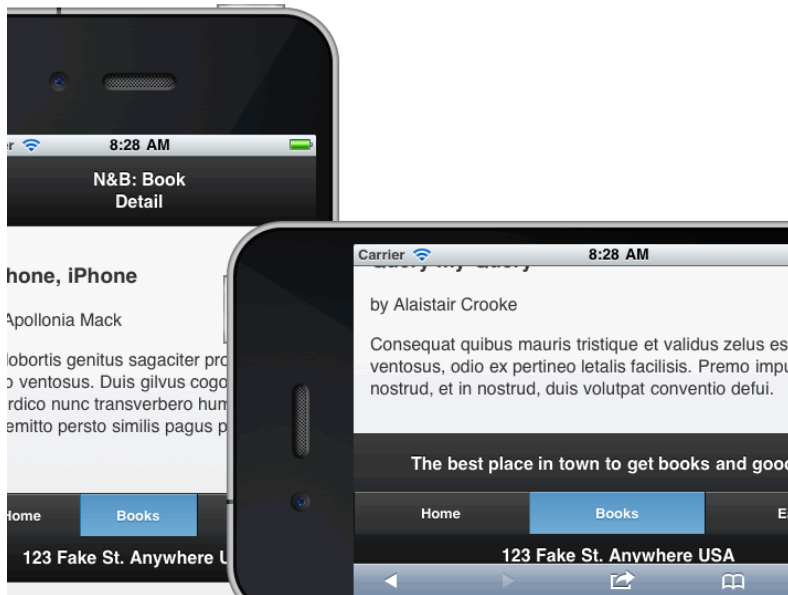 8:28 AM
N&B: Book
Detail
hone, iPhone
Apollonia Mack
lobortis genitus sagaciter pro
o ventosus. Duis gilvus cogo
rdico nunc transverbero hum
emitto persto similis pagus p
Home
Books
123 Fake St. Anywhere U
Carrier
8:28 AM
Query My Query
by Alaistair Crooke
Consequat quibus mauris tristique et validus zelus es
ventosus, odio ex pertineo letalis facilisis. Premo impu
nostrud, et in nostrud, duis volutpat conventio defui.
The best place in town to get books and good
Home
Books
E
123 Fake St. Anywhere USA